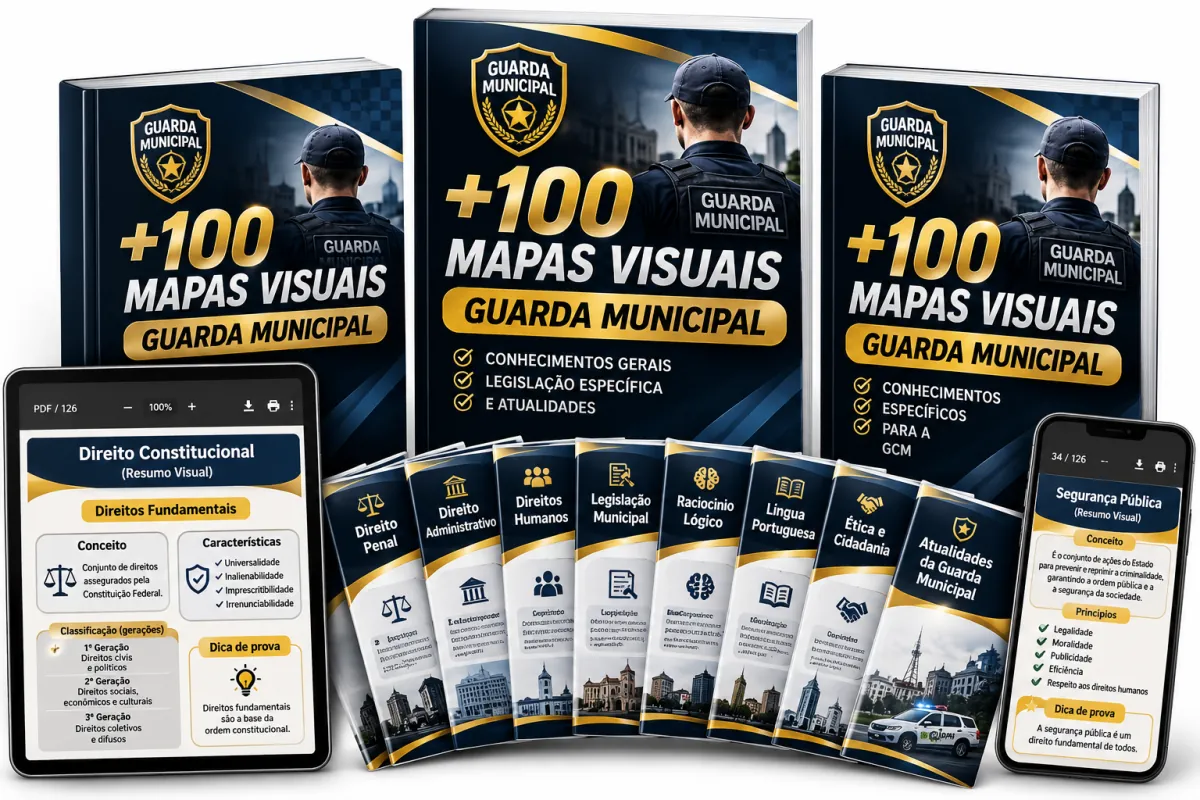 GUARDA
MUNICIPAL
+100
MAPAS VISUAIS
GUARDA MUNICIPAL
GUARDA
GUARDA
MUNICIPAL
+100
MAPAS VISUAIS
GUARDA MUNICIPAL
CONHECIMENTOS GERAIS
LEGISLAÇÃO ESPECÍFICA
E ATUALIDADES
GUARDA
MUNICIPAL
GUARDA
MUNICIPAL
+100
MAPAS VISUAIS
GUARDA MUNICIPAL
CONHECIMENTOS
ESPECÍFICOS
PARA A
GCM
GUARDA
MUNICIPAL
PDF / 126
— 100% +
Direito Constitucional
(Resumo Visual)
Direitos Fundamentais
Conceito
Conjunto de direitos
assegurados pela
Constituição Federal.
Características
Universalidade
Inalienabilidade
Imprescritibilidade
Irrenunciabilidade
Classificação (gerações)
1ª Geração
Direitos civis
e políticos
2ª Geração
Direitos sociais,
econômicos e culturais
3ª Geração
Direitos coletivos
e difusos
Dica de prova
Direitos fundamentais
são a base da
ordem constitucional.
Direito
Penal
Direito
Administrativo
Direitos
Humanos
Legislação
Municipal
Raciocinio
Lógico
Língua
Portuguesa
Ética e
Cidadania
Atualidades
da Guarda
Municipal
34 / 126
Segurança Pública
(Resumo Visual)
Conceito
É o conjunto de ações do Estado
para prevenir e reprimir a criminalidade,
garantindo a ordem pública e a
a segurança da sociedade.
Princípios
Legalidade
Moralidade
Publicidade
Eficiência
Respeito aos direitos humanos
Dica de prova
A segurança pública é um
direito fundamental de todos.